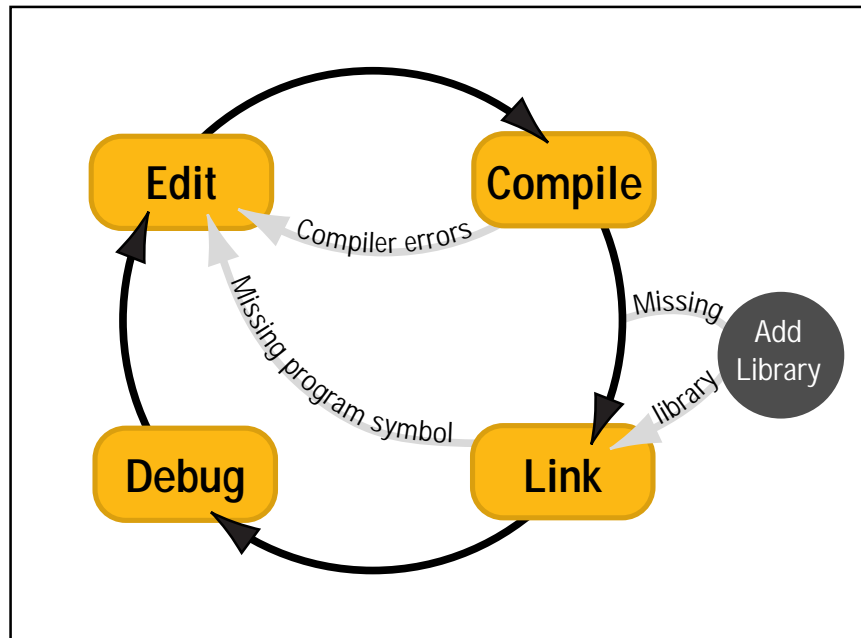 Edit
Compile
Compiler errors
Missing
library
Add
Library
Missing program symbol
Debug
Link